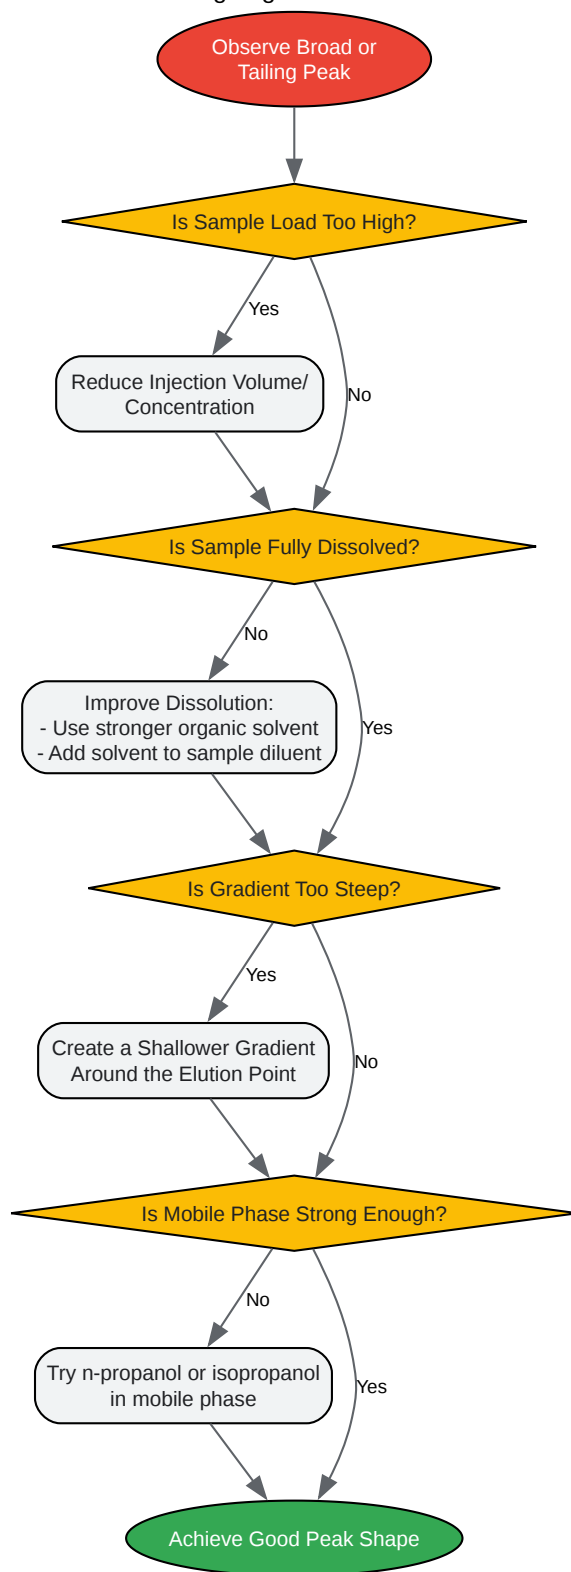 Observe Broad or
Tailing Peak
Is Sample Load Too High?
Yes
Reduce Injection Volume/
Concentration
No
Is Sample Fully Dissolved?
No
Improve Dissolution:
- Use stronger organic solvent
- Add solvent to sample diluent
Yes
Is Gradient Too Steep?
Yes
Create a Shallower Gradient
Around the Elution Point
No
Is Mobile Phase Strong Enough?
No
Try n-propanol or isopropanol
in mobile phase
Yes
Achieve Good Peak Shape